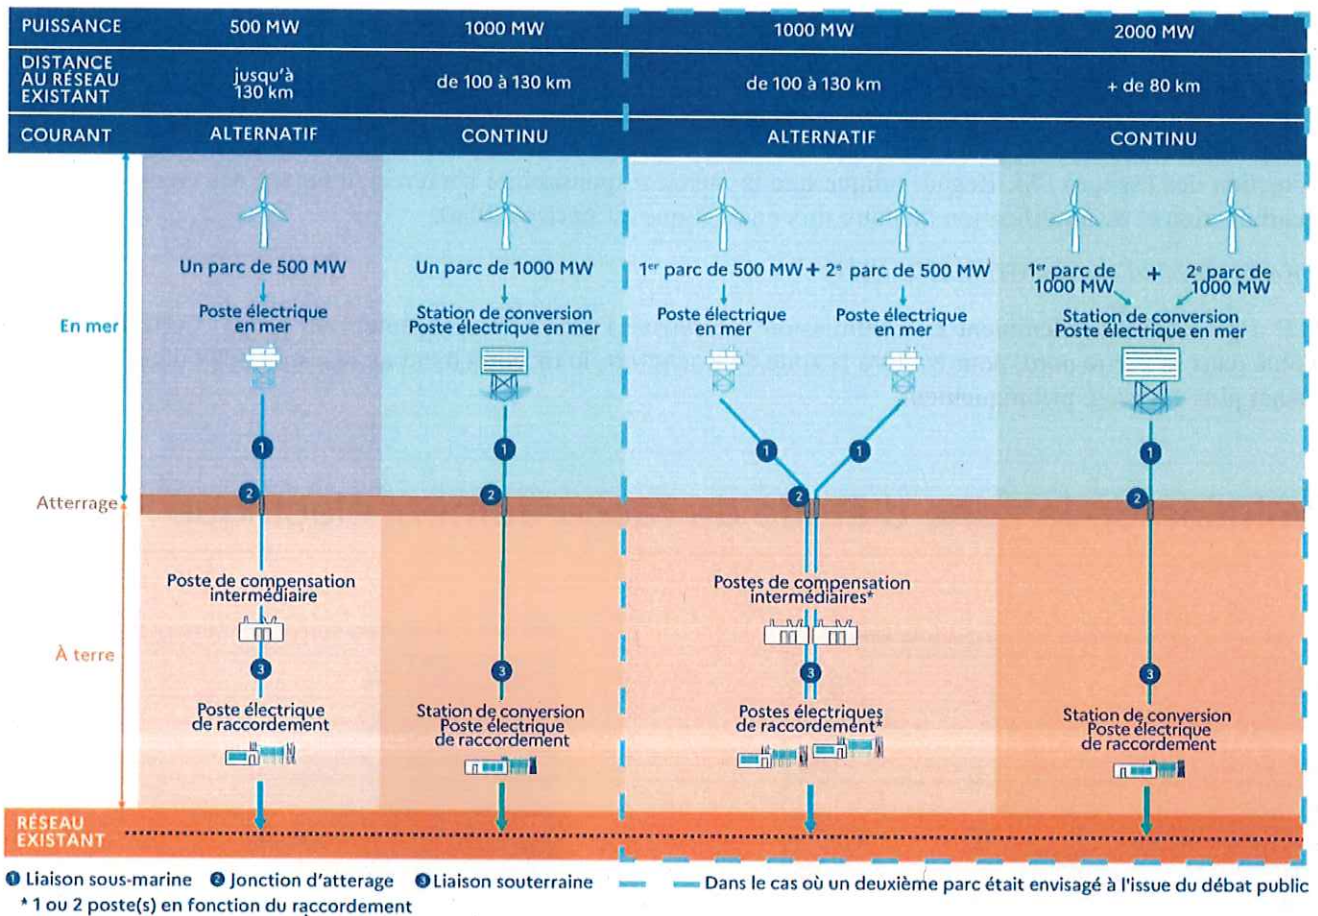 PUISSANCE 500 MW 1000 MW 1000 MW 2000 MW
DISTANCE
AU RÉSEAU
EXISTANT
jusqu'à
130 km
de 100 à 130 km
de 100 à 130 km
+ de 80 km
COURANT ALTERNATIF CONTINU ALTERNATIF CONTINU
En mer
Un parc de 500 MW
Poste électrique
en mer
1
2
Un parc de 1000 MW
Station de conversion
Poste électrique en mer
1
2
1er parc de 500 MW + 2e parc de 500 MW
Poste électrique
en mer
Poste électrique
en mer
1
1
2
1er parc de
1000 MW
+
2e parc de
1000 MW
Station de conversion
Poste électrique en mer
1
2
Atterrage
À terre
Poste de compensation
intermédiaire
3
Poste électrique
de raccordement
3
Station de conversion
Poste électrique
de raccordement
Postes de compensation
intermédiaires*
3
Postes électriques
de raccordement*
3
Station de conversion
Poste électrique
de raccordement
RÉSEAU
EXISTANT
1 Liaison sous-marine 2 Jonction d'atterage 3 Liaison souterraine Dans le cas où un deuxième parc était envisagé à l'issue du débat public
* 1 ou 2 poste(s) en fonction du raccordement